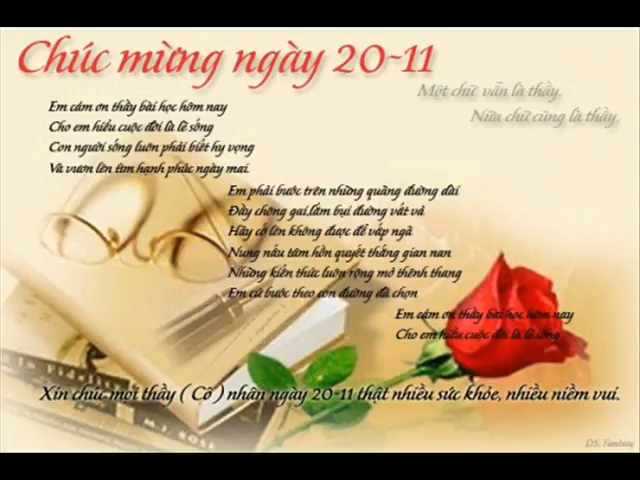 Chúc mừng ngày 20-11
Một chữ vẫn là thầy.
Nữa chữ cũng là thầy.
Em cám ơn thầy bài học hôm nay
Cho em hiểu cuộc đời là lẽ sống
Con người sống luôn phải biết hy vọng
Và vươn lên tìm hạnh phúc ngày mai.
Em phải bước trên những quãng đường dài
Đầy chông gai,lấm bụi đường vất vả
Hãy cố lên không được để vấp ngã
Nung nấu tâm hồn quyết thắng gian nan
Những kiến thức luôn rộng mở thênh thang
Em cứ bước theo con đường đã chọn
Em cám ơn thầy bài học hôm nay
Cho em hiểu cuộc đời là lẽ sống
Xin chúc mọi thầy ( Cô ) nhân ngày 20-11 thật nhiều sức khỏe, nhiều niềm vui.
M.J. ROSS
DS: